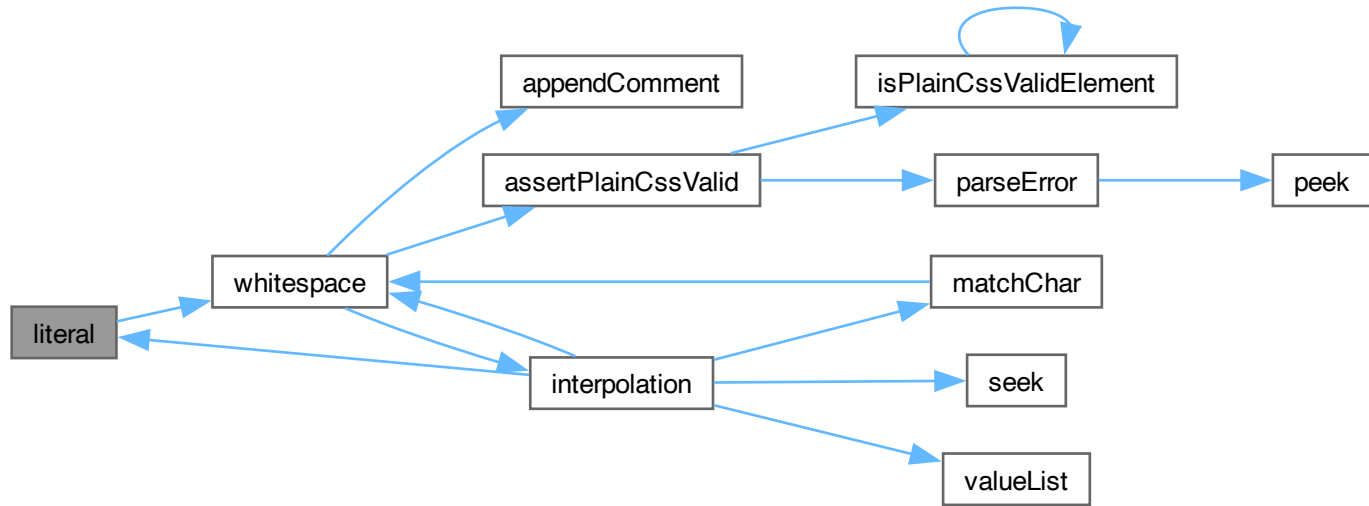 appendComment
isPlainCssValidElement
assertPlainCssValid
parseError
peek
whitespace
matchChar
literal
interpolation
seek
valueList